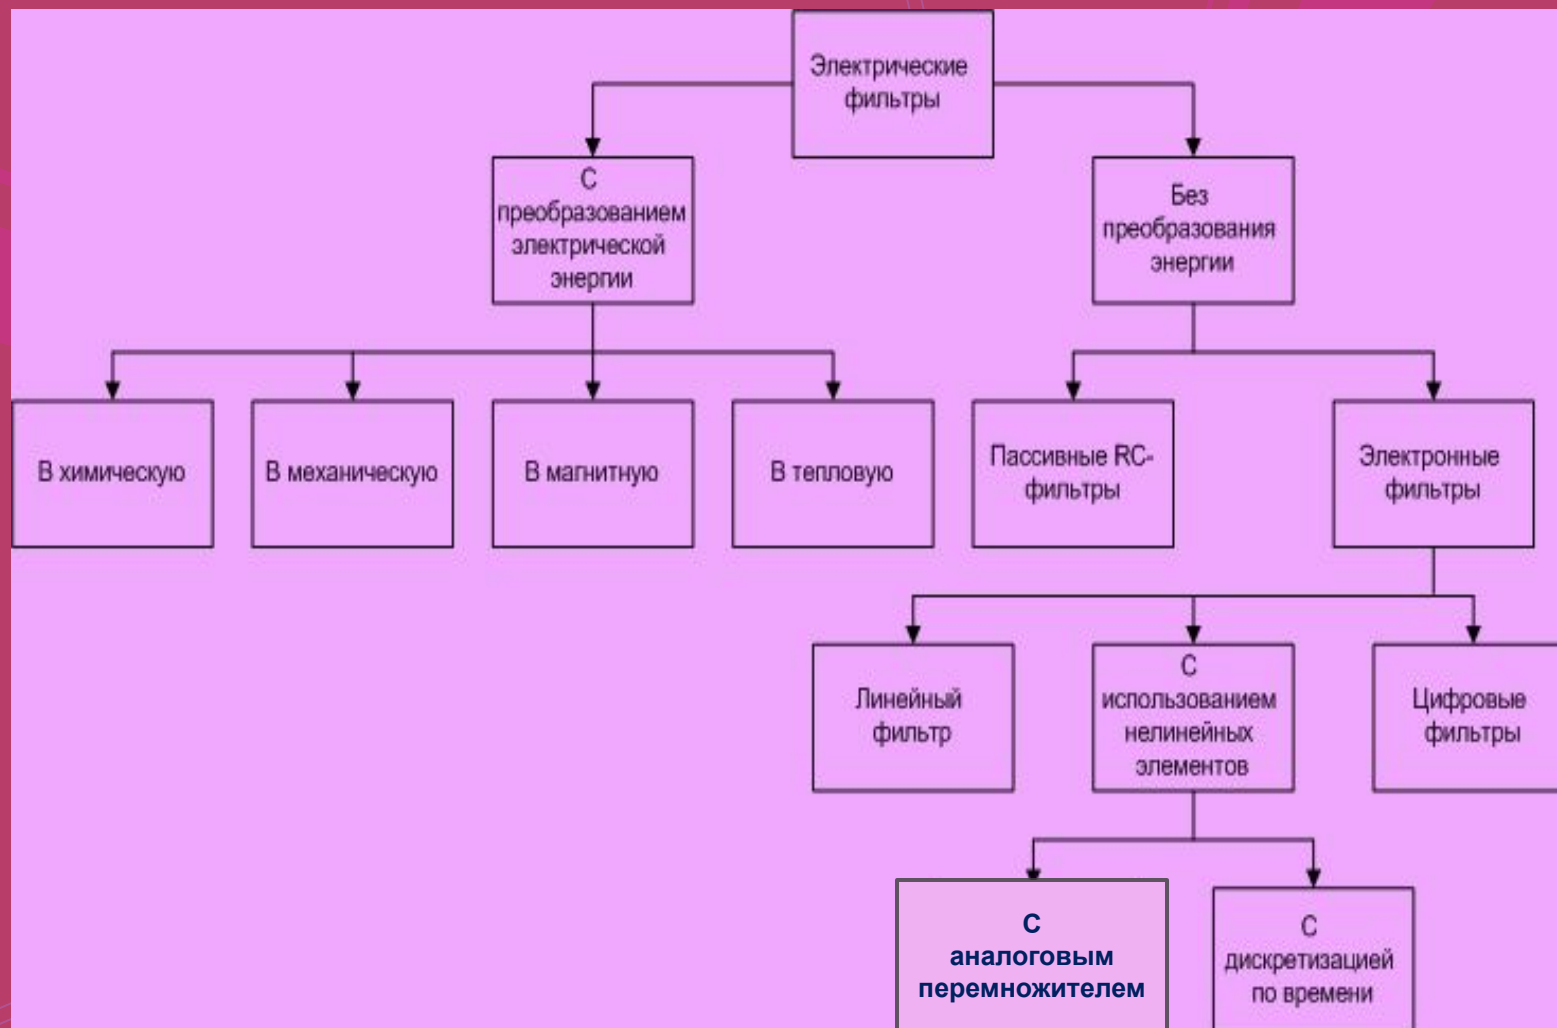 Электрические
фильтры
С
преобразованием
электрической
энергии
Без
преобразования
энергии
В химическую
В механическую
В магнитную
В тепловую
Пассивные RC-
фильтры
Электронные
фильтры
Линейный
фильтр
С
использованием
нелинейных
элементов
Цифровые
фильтры
С
аналоговым
перемножителем
С
дискретизацией
по времени